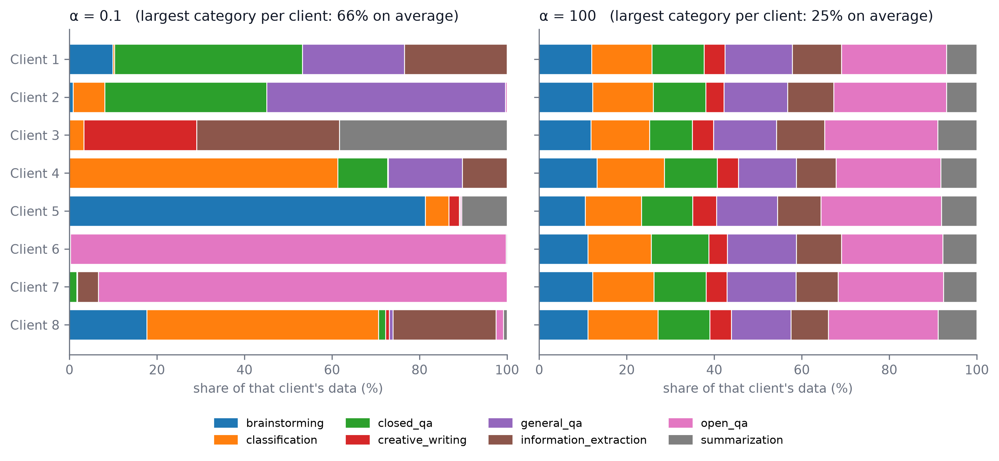 α = 0.1   (largest category per client: 66% on average)
α = 100   (largest category per client: 25% on average)
Client 1
Client 2
Client 3
Client 4
Client 5
Client 6
Client 7
Client 8
0 20 40 60 80 100
0 20 40 60 80 100
share of that client's data (%)
share of that client's data (%)
brainstorming closed_qa general_qa open_qa
classification creative_writing information_extraction summarization